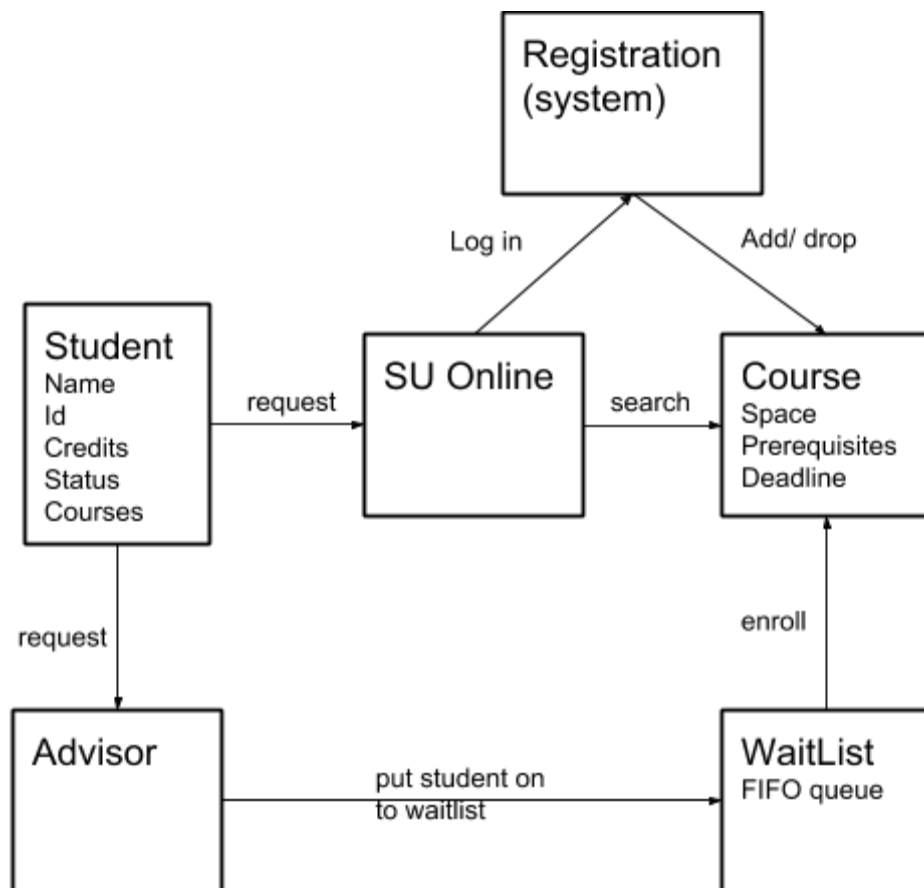 Registration
(system)
Log in
Add/ drop
Student
Name
Id
Credits
Status
Courses
request
SU Online
search
Course
Space
Prerequisites
Deadline
request
enroll
Advisor
put student on
to waitlist
WaitList
FIFO queue